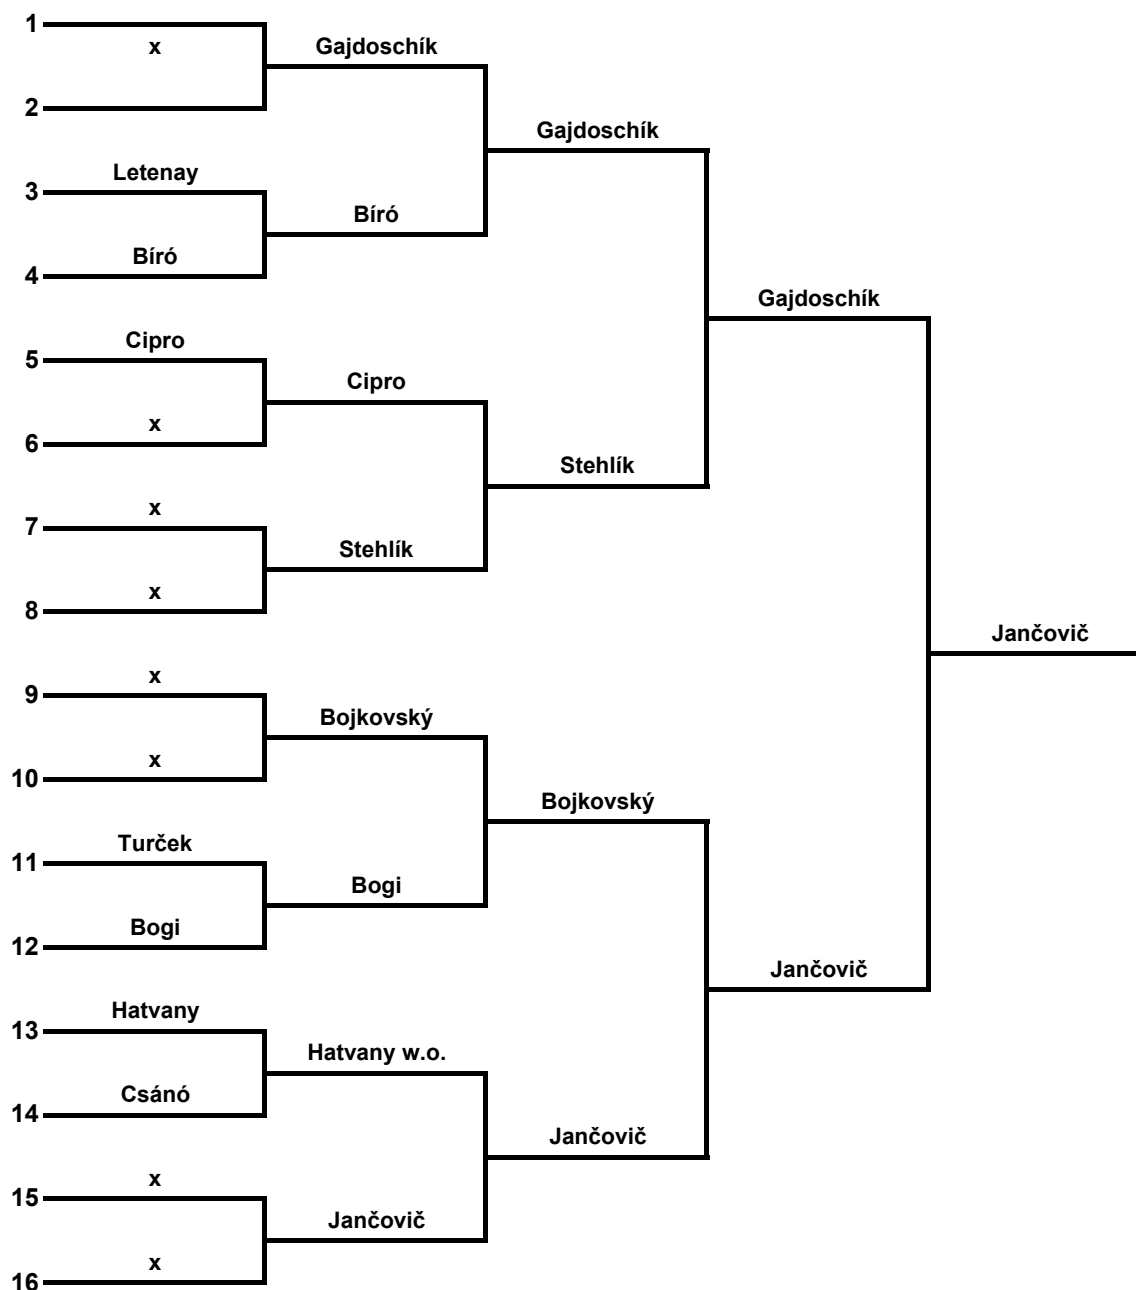 1
x
Gajdoschík
2
Gajdoschík
3
Letenay
Bíró
4
Bíró
Gajdoschík
5
Cipro
Cipro
6
x
Stehlík
7
x
Stehlík
8
x
Jančovič
9
x
Bojkovský
10
x
Bojkovský
11
Turček
Bogi
12
Bogi
Jančovič
13
Hatvany
Hatvany w.o.
14
Csánó
Jančovič
15
x
Jančovič
16
x